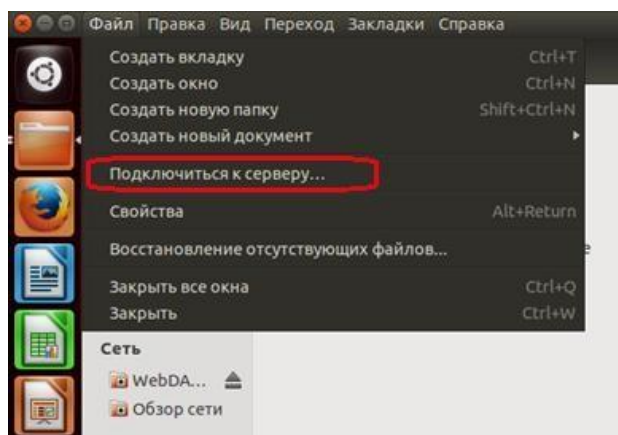 Файл Правка Вид Переход Закладки Справка
Создать вкладку Ctrl+T
Создать окно Ctrl+N
Создать новую папку Shift+Ctrl+N
Создать новый документ
Подключиться к серверу...
Свойства Alt+Return
Восстановление отсутствующих файлов...
Закрыть все окна Ctrl+Q
Закрыть Ctrl+W
Сеть
WebDA...
Обзор сети